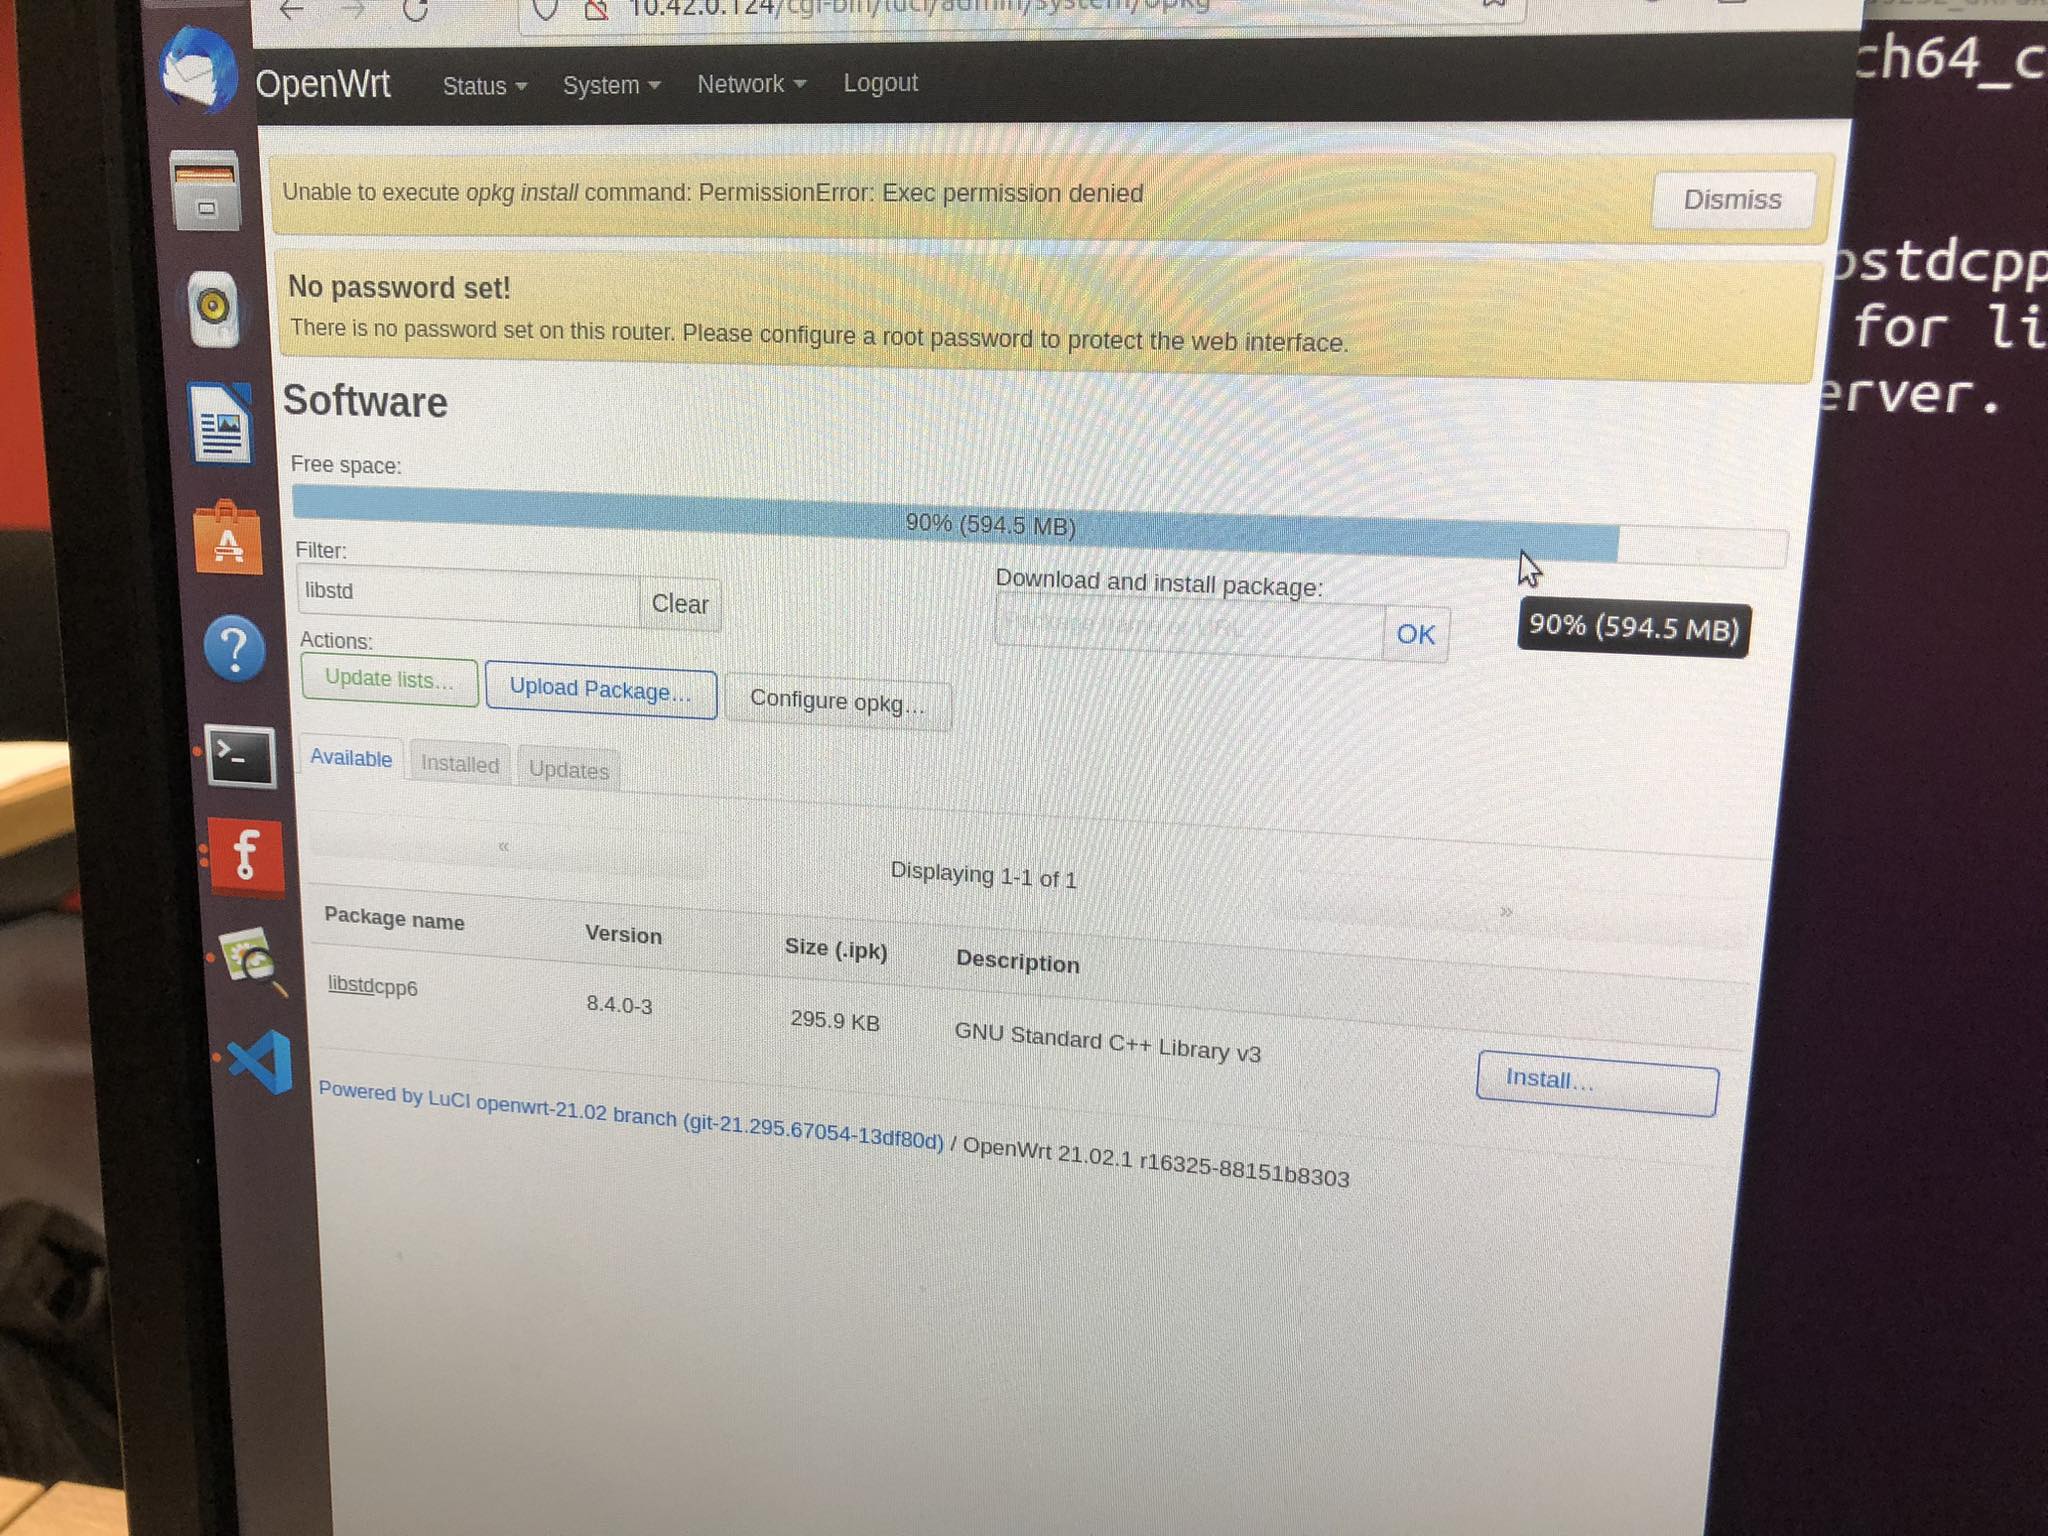 10.42.0.124/cgi-bin/luci/admin/system/opkg
OpenWrt Status System Network Logout
Unable to execute opkg install command: PermissionError: Exec permission denied
Dismiss
No password set!
There is no password set on this router. Please configure a root password to protect the web interface.
Software
Free space:
90% (594.5 MB)
Filter:
libstd
Clear
Download and install package:
OK
90% (594.5 MB)
Actions:
Update lists...
Upload Package...
Configure opkg...
Available Installed Updates
«
Displaying 1-1 of 1
»
Package name Version Size (.ipk) Description
libstdcpp6 8.4.0-3 295.9 KB GNU Standard C++ Library v3
Install...
Powered by LuCI openwrt-21.02 branch (git-21.295.67054-13df80d) / OpenWrt 21.02.1 r16325-88151b8303
ch64_c
ostdcpp
for li
erver.